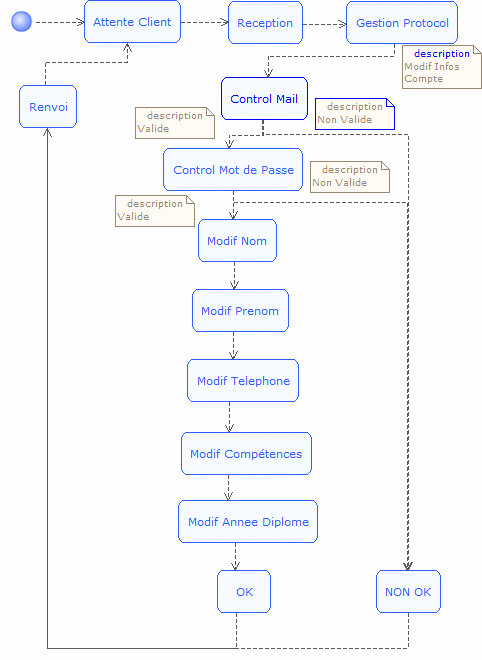 Attente Client
Reception
Gestion Protocol
description
Modif Infos
Compte
Renvoi
Control Mail
description
Valide
description
Non Valide
Control Mot de Passe
description
Non Valide
description
Valide
Modif Nom
Modif Prenom
Modif Telephone
Modif Compétences
Modif Annee Diplome
OK
NON OK